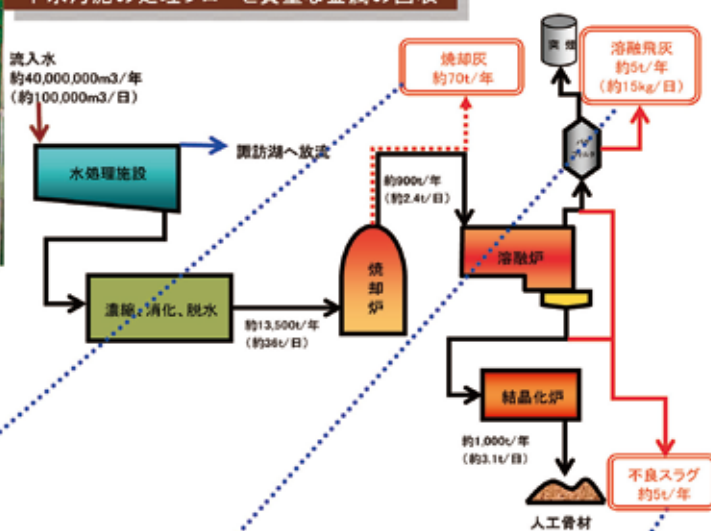 流入水
約40,000,000m3/年
(約100,000m3/日)
水処理施設
諏訪湖へ放流
濃縮、消化、脱水
約13,500t/年
(約36t/日)
焼却炉
焼却灰
約70t/年
約900t/年
(約2.4t/日)
溶融炉
煙
溶融飛灰
約5t/年
(約15kg/日)
結晶化炉
約1,000t/年
(約3.1t/日)
人工骨材
不良スラグ
約5t/年